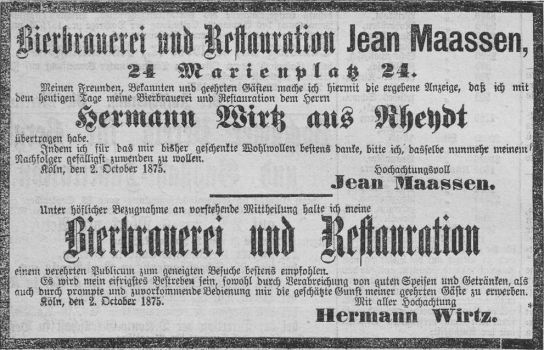 Bierbrauerei und Restauration Jean Maassen,
24 Marienplatz 24.
Meinen Freunden, Bekannten und geehrten Gästen mache ich hiermit die ergebene Anzeige, daß ich mit
dem heutigen Tage meine Bierbrauerei und Restauration dem Herrn
Hermann Wirtz aus Rheydt
übertragen habe.
Indem ich für das mir bisher geschenkte Wohlwollen bestens danke, bitte ich, dasselbe nunmehr meinem
Nachfolger gefälligst zuwenden zu wollen.
Köln, den 2. October 1875. Hochachtungsvoll
Jean Maassen.
Unter höflicher Bezugnahme an vorstehende Mittheilung halte ich meine
Bierbrauerei und Restauration
einem verehrten Publicum zum geneigten Besuche bestens empfohlen.
Es wird mein eifrigstes Bestreben sein, sowohl durch Verabreichung von guten Speisen und Getränken, als
auch durch prompte und zuvorkommende Bedienung mir die geschätzte Gunst meiner geehrten Gäste zu erwerben.
Köln, den 2. October 1875. Mit aller Hochachtung
Hermann Wirtz.